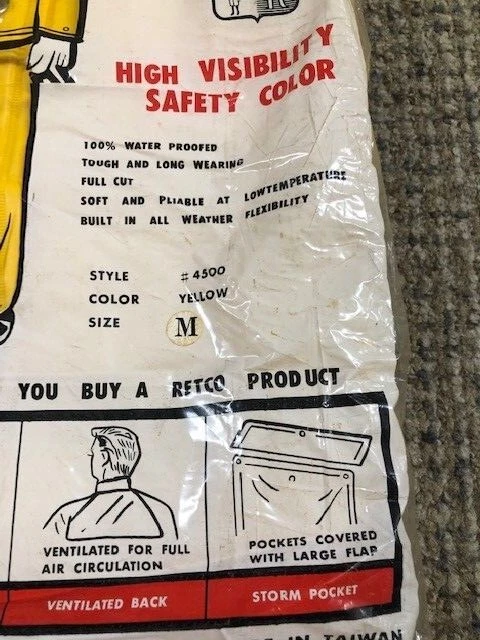 HIGH VISIBILITY
SAFETY COLOR
100% WATER PROOFED
TOUGH AND LONG WEARING
FULL CUT
SOFT AND PLIABLE AT LOWTEMPERATURE
BUILT IN ALL WEATHER FLEXIBILITY
STYLE # 4500
COLOR YELLOW
SIZE M
YOU BUY A RETCO PRODUCT
VENTILATED FOR FULL
AIR CIRCULATION
POCKETS COVERED
WITH LARGE FLAP
VENTILATED BACK
STORM POCKET
IN TAIWAN